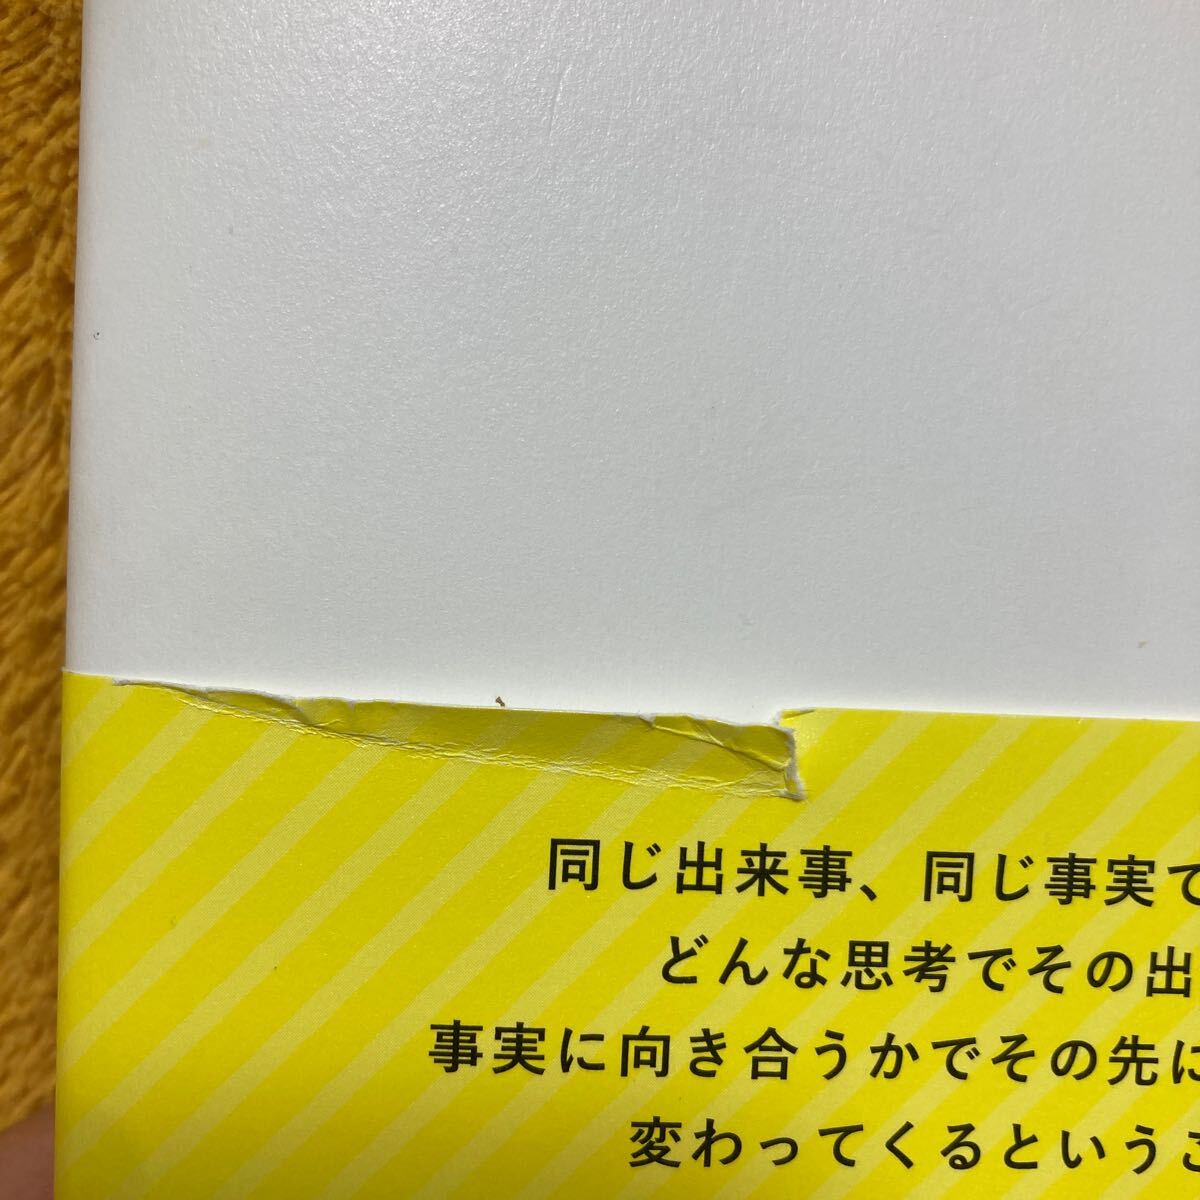 同じ出来事、同じ事実で
どんな思考でその出
事実に向き合うかでその先に
変わってくるというこ